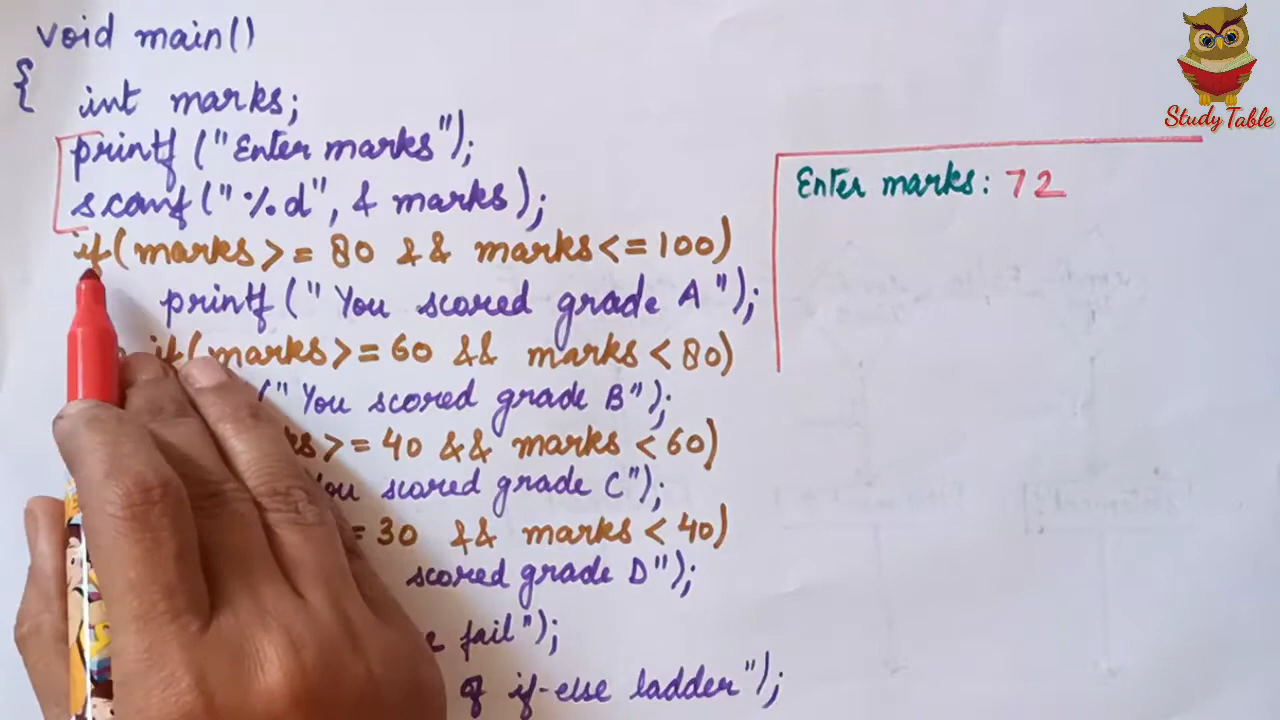 void main()
{ int marks;
printf ("Enter marks");
scanf ("%d", & marks);
if (marks >= 80 && marks <= 100)
printf (" You scored grade A ");
if (marks >= 60 && marks < 80)
(" You scored grade B");
>= 40 && marks < 60)
You scored grade C");
= 30 && marks < 40)
scored grade D");
fail");
of if-else ladder");
Enter marks: 72
Study Table